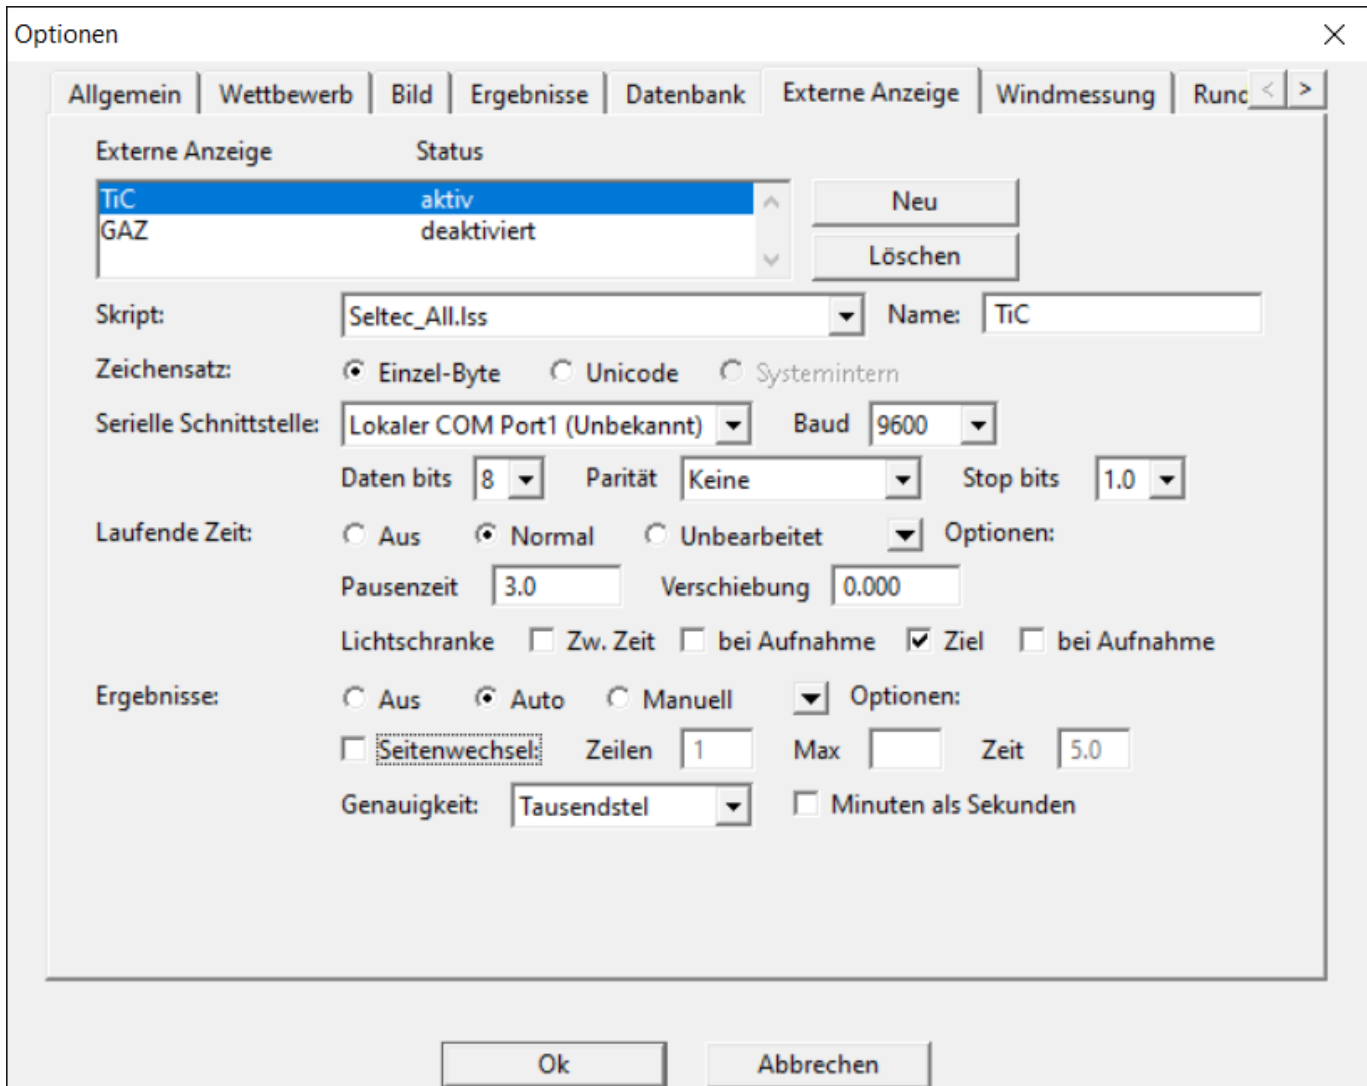 Optionen
Allgemein Wettbewerb Bild Ergebnisse Datenbank Externe Anzeige Windmessung Rund < >
Externe Anzeige Status
TiC aktiv Neu
GAZ deaktiviert
Löschen
Skript: Seltec_All.lss Name: TiC
Zeichensatz: Einzel-Byte Unicode Systemintern
Serielle Schnittstelle: Lokaler COM Port1 (Unbekannt) Baud 9600
Daten bits 8 Parität Keine Stop bits 1.0
Laufende Zeit: Aus Normal Unbearbeitet Optionen:
Pausenzeit 3.0 Verschiebung 0.000
Lichtschranke Zw. Zeit bei Aufnahme Ziel bei Aufnahme
Ergebnisse: Aus Auto Manuell Optionen:
Seitenwechsel: Zeilen 1 Max Zeit 5.0
Genauigkeit: Tausendstel Minuten als Sekunden
Ok Abbrechen